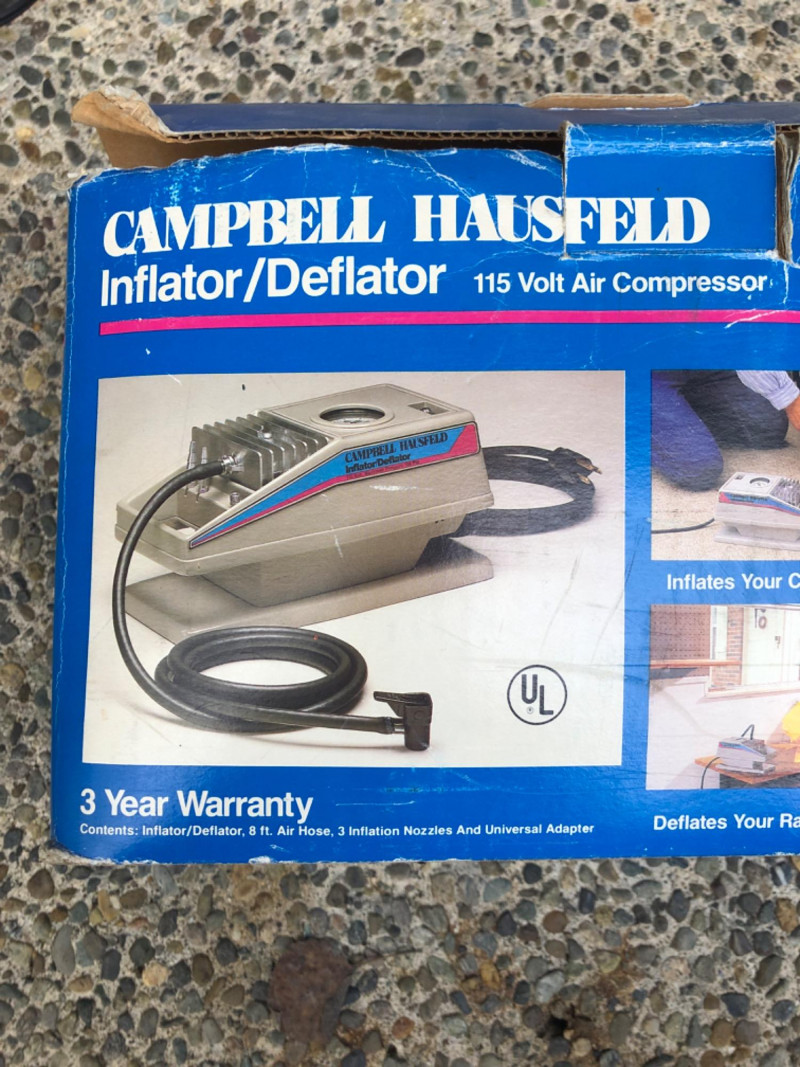 CAMPBELL HAUSFELD
Inflator/Deflator 115 Volt Air Compressor
CAMPBELL HAUSFELD
Inflator/Deflator
Inflates Your C
UL
®
3 Year Warranty
Contents: Inflator/Deflator, 8 ft. Air Hose, 3 Inflation Nozzles And Universal Adapter
Deflates Your Ra